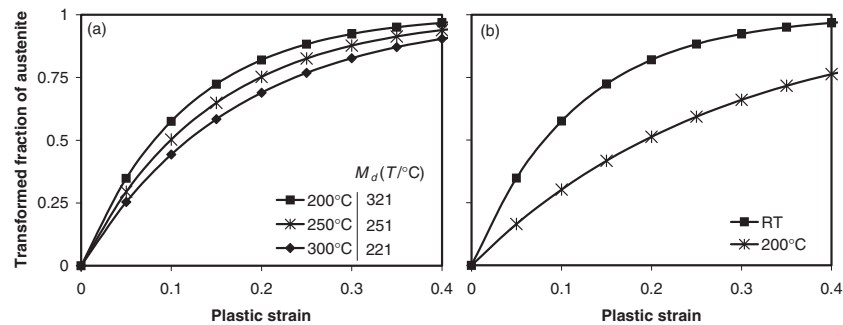 (a)
Transformed fraction of austenite
1
0.75
0.5
0.25
0
M_d (T/°C)
200°C 321
250°C 251
300°C 221
0 0.1 0.2 0.3 0.4
Plastic strain
(b)
RT
200°C
0 0.1 0.2 0.3 0.4
Plastic strain